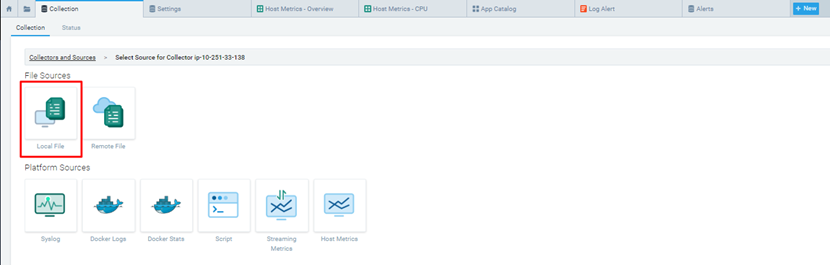 Collection Settings Host Metrics - Overview Host Metrics - CPU App Catalog Log Alert Alerts + New
Collection Status
Collectors and Sources > Select Source for Collector ip-10-251-33-138
File Sources
Local File Remote File
Platform Sources
Syslog Docker Logs Docker Stats Script Streaming Metrics Host Metrics